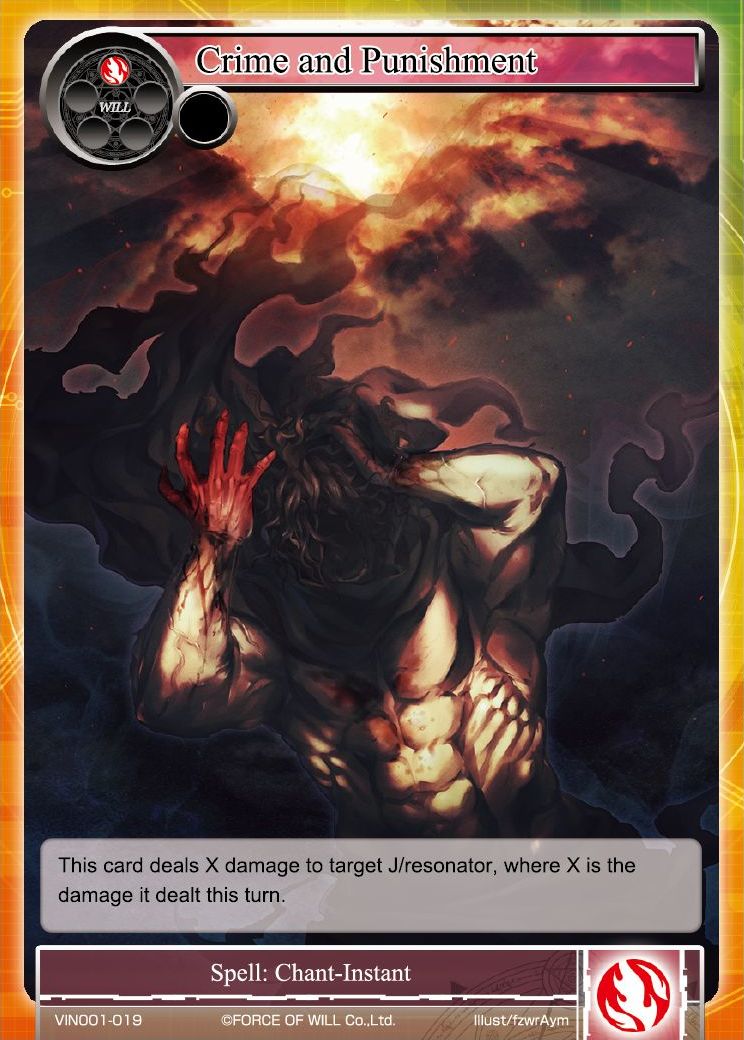 Crime and Punishment
WILL
This card deals X damage to target J/resonator, where X is the
damage it dealt this turn.
Spell: Chant-Instant
VIN001-019 ©FORCE OF WILL Co.,Ltd. Illust/fzwrAym